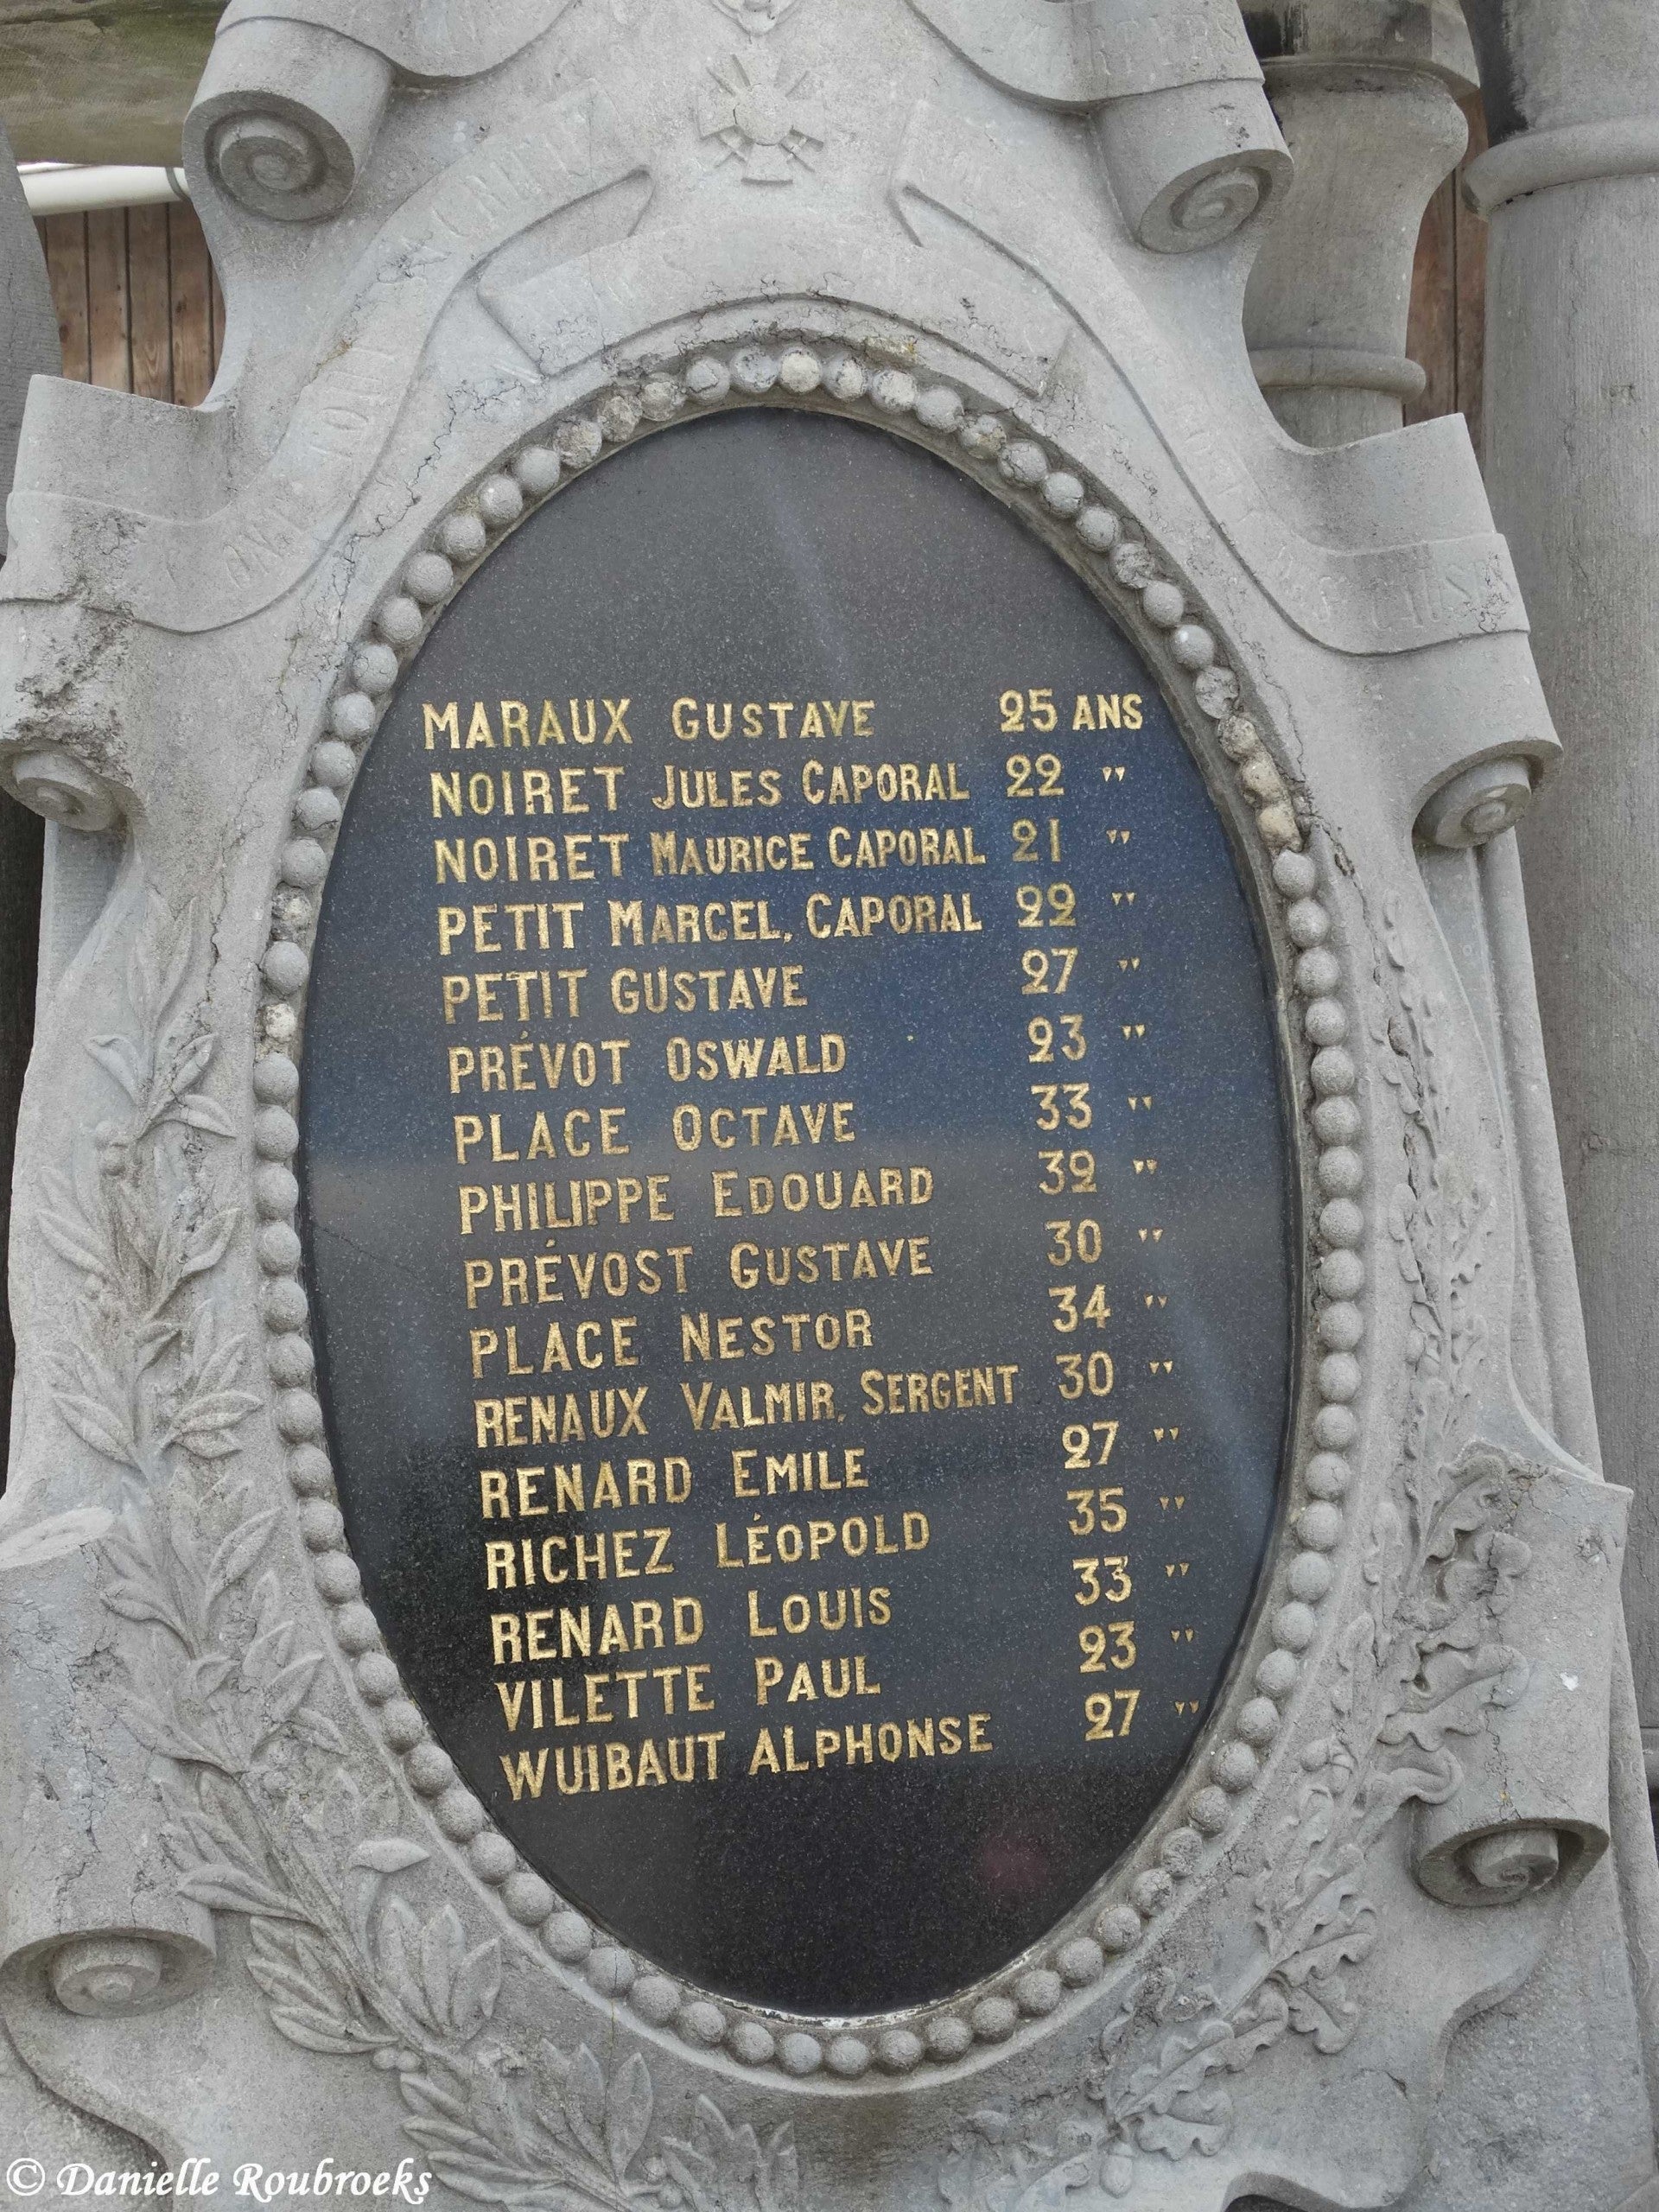 MARAUX GUSTAVE 25 ANS
NOIRET JULES CAPORAL 22 "
NOIRET MAURICE CAPORAL 21 "
PETIT MARCEL, CAPORAL 22 "
PETIT GUSTAVE 27 "
PRÉVOT OSWALD 23 "
PLACE OCTAVE 33 "
PHILIPPE EDOUARD 32 "
PRÉVOST GUSTAVE 30 "
PLACE NESTOR 34 "
RENAUX VALMIR, SERGENT 30 "
RENARD EMILE 27 "
RICHEZ LÉOPOLD 35 "
RENARD LOUIS 33 "
VILETTE PAUL 23 "
WUIBAUT ALPHONSE 27 "
© Danielle Roubroeks